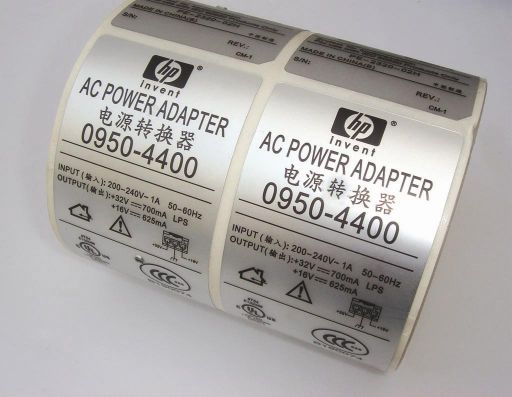 MADE IN CHINA(S)
S/N:
REV.:
CM-1
hp
®
invent
AC POWER ADAPTER
电源转换器
0950-4400
INPUT(输入): 200-240V~1A 50-60Hz
OUTPUT(输出):+32V 700mA LPS
+16V 625mA
MADE IN CHINA(S)
S/N:
REV.:
CM-1
hp
®
invent
AC POWER ADAPTER
电源转换器
0950-4400
INPUT(输入): 200-240V~1A 50-60Hz
OUTPUT(输出):+32V 700mA LPS
+16V 625mA